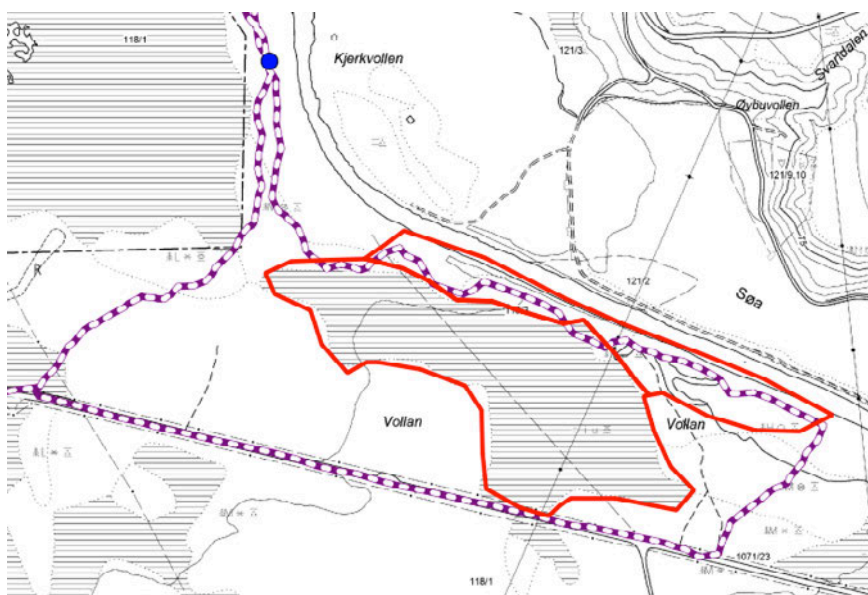 118/1
Kjerkvollen
121/3
Svartdalen
Øybuvollen
121/9,10
R
121/2
Søa
Vollan
Vollan
1071/23
118/1